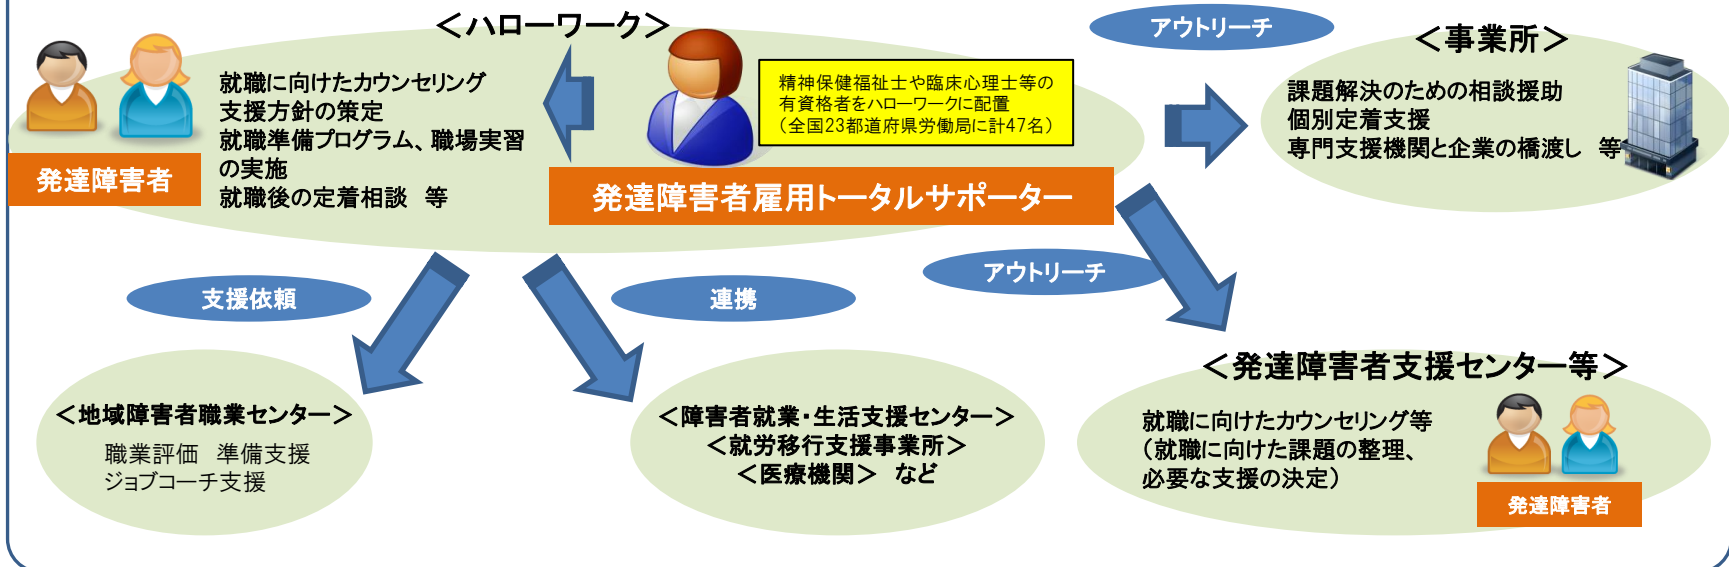 ＜ハローワーク＞
発達障害者
就職に向けたカウンセリング
支援方針の策定
就職準備プログラム、職場実習
の実施
就職後の定着相談　等
精神保健福祉士や臨床心理士等の
有資格者をハローワークに配置
（全国23都道府県労働局に計47名）
発達障害者雇用トータルサポーター
アウトリーチ
＜事業所＞
課題解決のための相談援助
個別定着支援
専門支援機関と企業の橋渡し　等
支援依頼
連携
アウトリーチ
＜地域障害者職業センター＞
職業評価　準備支援
ジョブコーチ支援
＜障害者就業・生活支援センター＞
＜就労移行支援事業所＞
＜医療機関＞　など
＜発達障害者支援センター等＞
就職に向けたカウンセリング等
（就職に向けた課題の整理、
必要な支援の決定）
発達障害者